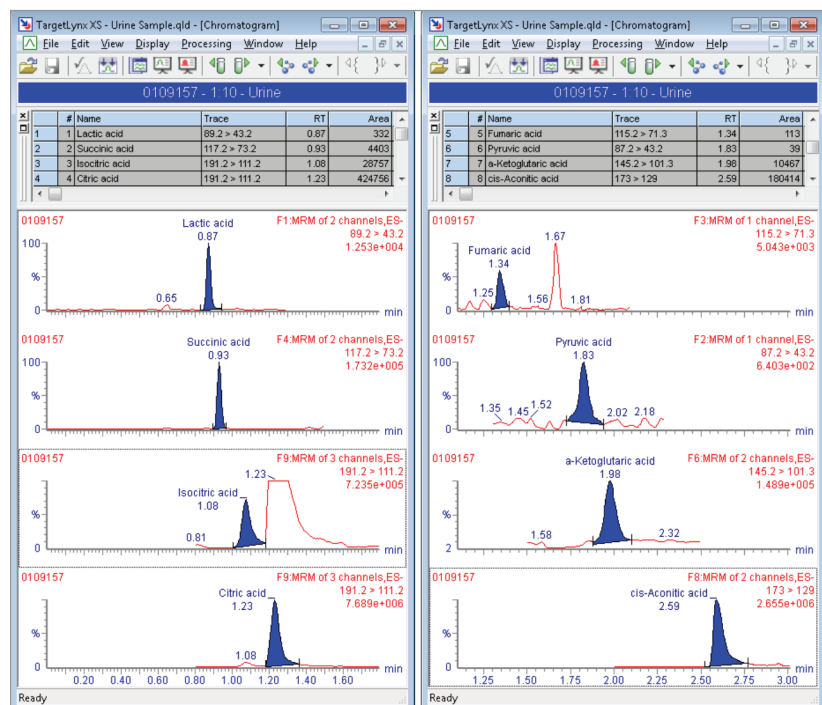 TargetLynx XS - Urine Sample.qld - [Chromatogram]
File Edit View Display Processing Window Help
0109157 - 1:10 - Urine
# Name Trace RT Area
1 1 Lactic acid 89.2 > 43.2 0.87 332
2 2 Succinic acid 117.2 > 73.2 0.93 4403
3 3 Isocitric acid 191.2 > 111.2 1.08 28757
4 4 Citric acid 191.2 > 111.2 1.23 424756
0109157 F1:MRM of 2 channels,ES-
Lactic acid 89.2 > 43.2
0.87 1.253e+004
100
%
0.65
0 min
0109157 F4:MRM of 2 channels,ES-
Succinic acid 117.2 > 73.2
0.93 1.732e+005
100
%
0 min
0109157 F9:MRM of 3 channels,ES-
1.23 191.2 > 111.2
7.235e+005
Isocitric acid
1.08
%
0.81
0 min
0109157 F9:MRM of 3 channels,ES-
Citric acid 191.2 > 111.2
1.23 7.689e+006
%
1.08
0 min
0.20 0.40 0.60 0.80 1.00 1.20 1.40 1.60
Ready
TargetLynx XS - Urine Sample.qld - [Chromatogram]
File Edit View Display Processing Window Help
0109157 - 1:10 - Urine
# Name Trace RT Area
5 5 Fumaric acid 115.2 > 71.3 1.34 113
6 6 Pyruvic acid 87.2 > 43.2 1.83 39
7 7 a-Ketoglutaric acid 145.2 > 101.3 1.98 10467
8 8 cis-Aconitic acid 173 > 129 2.59 180414
0109157 F3:MRM of 1 channel,ES-
1.67 115.2 > 71.3
5.043e+003
100
Fumaric acid
1.34
%
1.25 1.56 1.81
0 min
0109157 F2:MRM of 1 channel,ES-
Pyruvic acid 87.2 > 43.2
1.83 6.403e+002
100
%
1.35 1.45 1.52 2.02 2.18
0 min
0109157 F6:MRM of 2 channels,ES-
a-Ketoglutaric acid 145.2 > 101.3
1.98 1.489e+005
%
1.58 2.32
2 min
0109157 F8:MRM of 2 channels,ES-
cis-Aconitic acid 173 > 129
2.59 2.655e+006
%
0 min
1.25 1.50 1.75 2.00 2.25 2.50 2.75 3.00
Ready